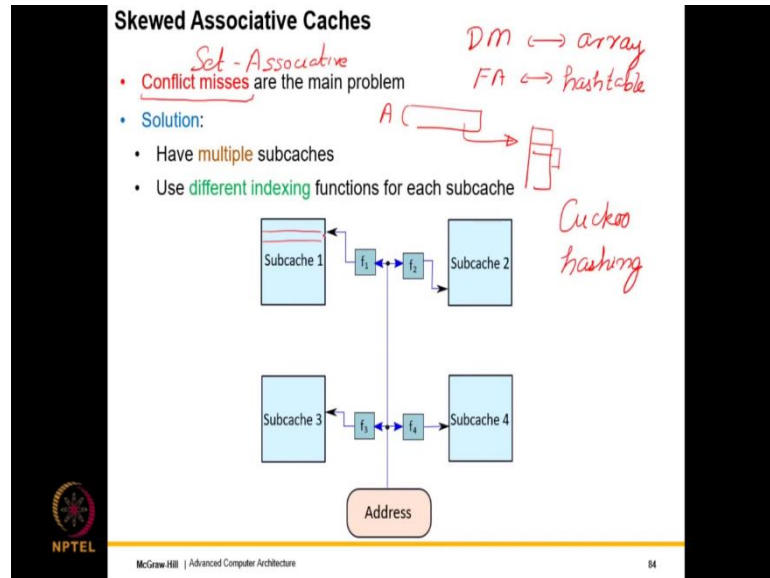 Skewed Associative Caches
Set-Associative
• Conflict misses are the main problem
• Solution:
• Have multiple subcaches
• Use different indexing functions for each subcache
DM ↔ array
FA ↔ hashtable
A
Cuckoo
hashing
Subcache 1
f1
f2
Subcache 2
Subcache 3
f3
f4
Subcache 4
Address
NPTEL
McGraw-Hill | Advanced Computer Architecture
84